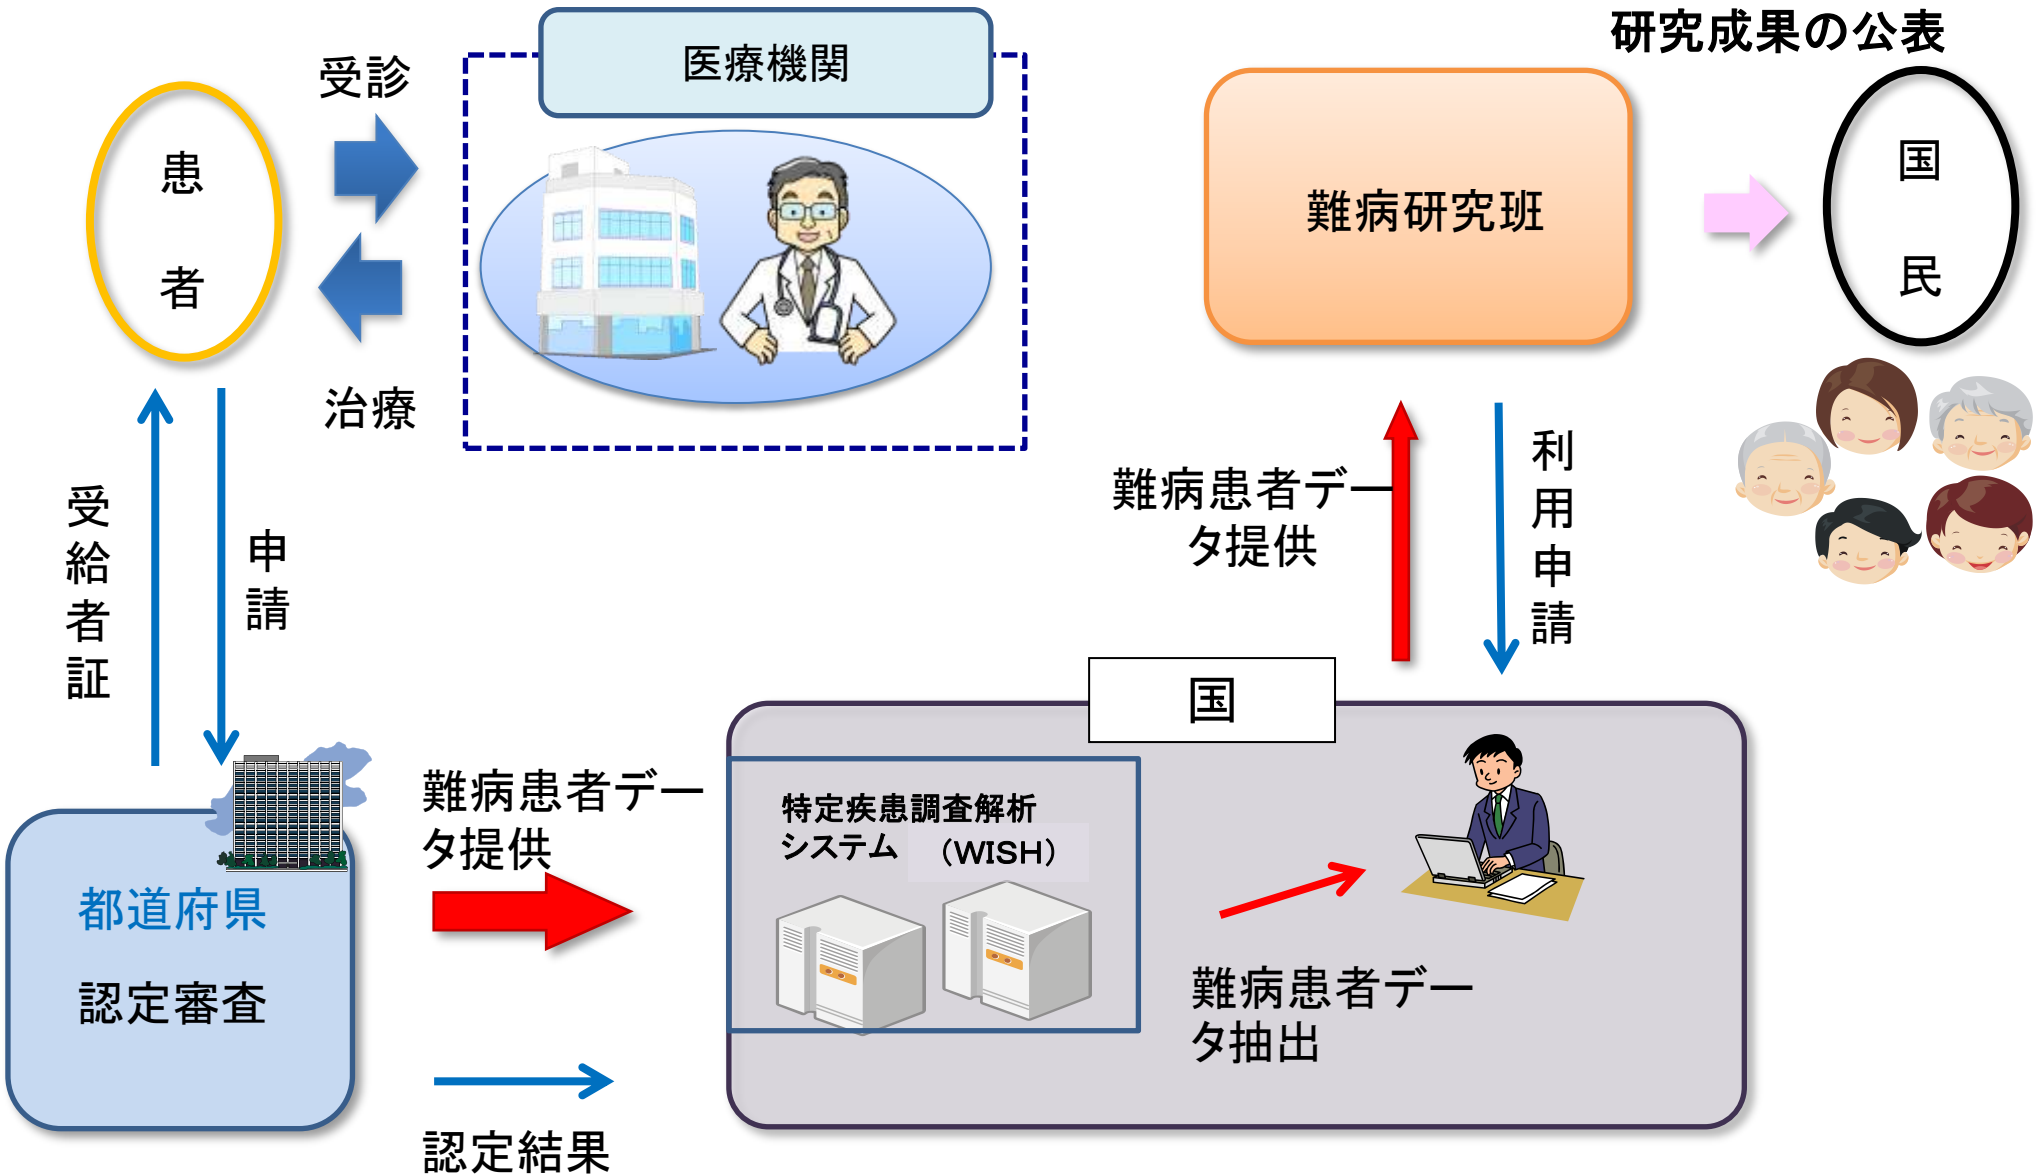 研究成果の公表
医療機関
受診
患者
国民
難病研究班
治療
難病患者デー
タ提供
利用申請
受給者証
申請
国
難病患者デー
タ提供
特定疾患調査解析
システム （WISH）
都道府県
認定審査
難病患者デー
タ抽出
認定結果